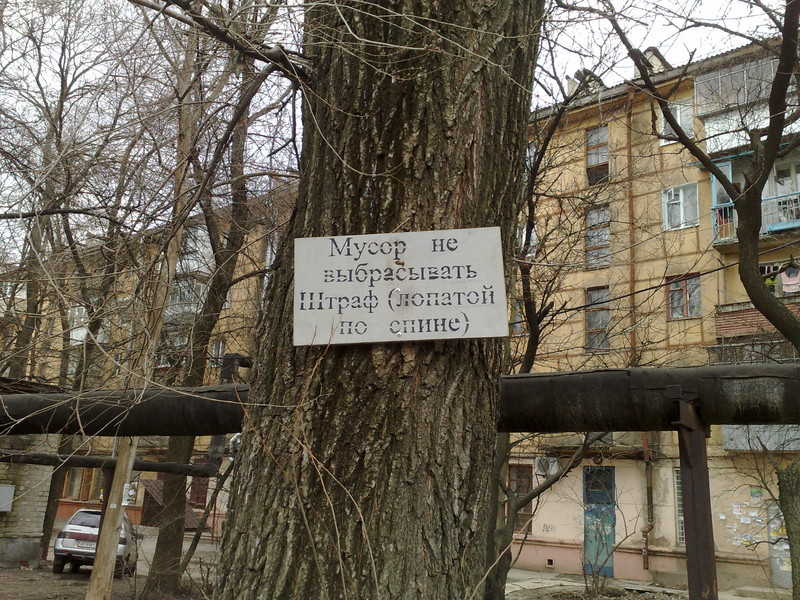 Мусор не
выбрасывать
Штраф (лопатой
по спине)